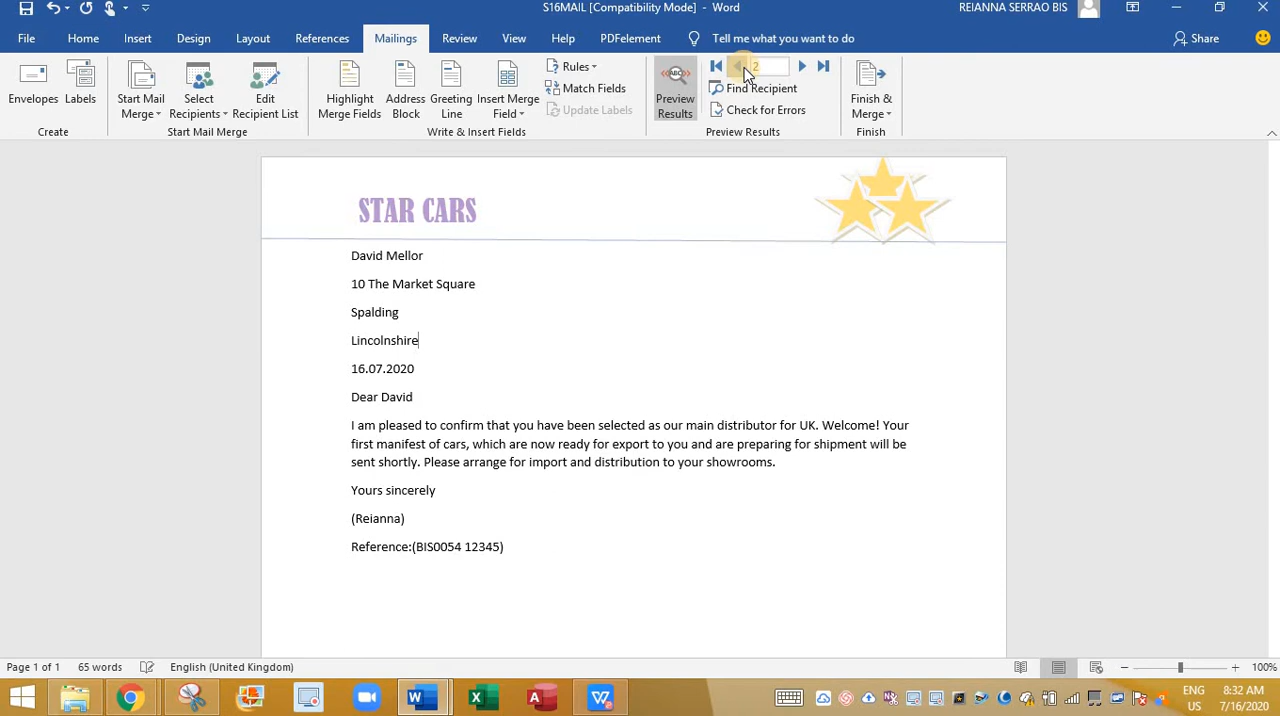 S16MAIL [Compatibility Mode] - Word
REIANNA SERRAO BIS
File Home Insert Design Layout References Mailings Review View Help PDFelement Tell me what you want to do Share
Envelopes
Labels
Create
Start Mail
Merge
Select
Recipients
Edit
Recipient List
Start Mail Merge
Highlight
Merge Fields
Address
Block
Greeting
Line
Insert Merge
Field
Rules
Match Fields
Update Labels
Write & Insert Fields
ABC
Preview
Results
2
Find Recipient
Check for Errors
Preview Results
Finish &
Merge
Finish
STAR CARS
David Mellor
10 The Market Square
Spalding
Lincolnshire
16.07.2020
Dear David
I am pleased to confirm that you have been selected as our main distributor for UK. Welcome! Your
first manifest of cars, which are now ready for export to you and are preparing for shipment will be
sent shortly. Please arrange for import and distribution to your showrooms.
Yours sincerely
(Reianna)
Reference:(BIS0054 12345)
Page 1 of 1 65 words English (United Kingdom) 100%
ENG
US
8:32 AM
7/16/2020